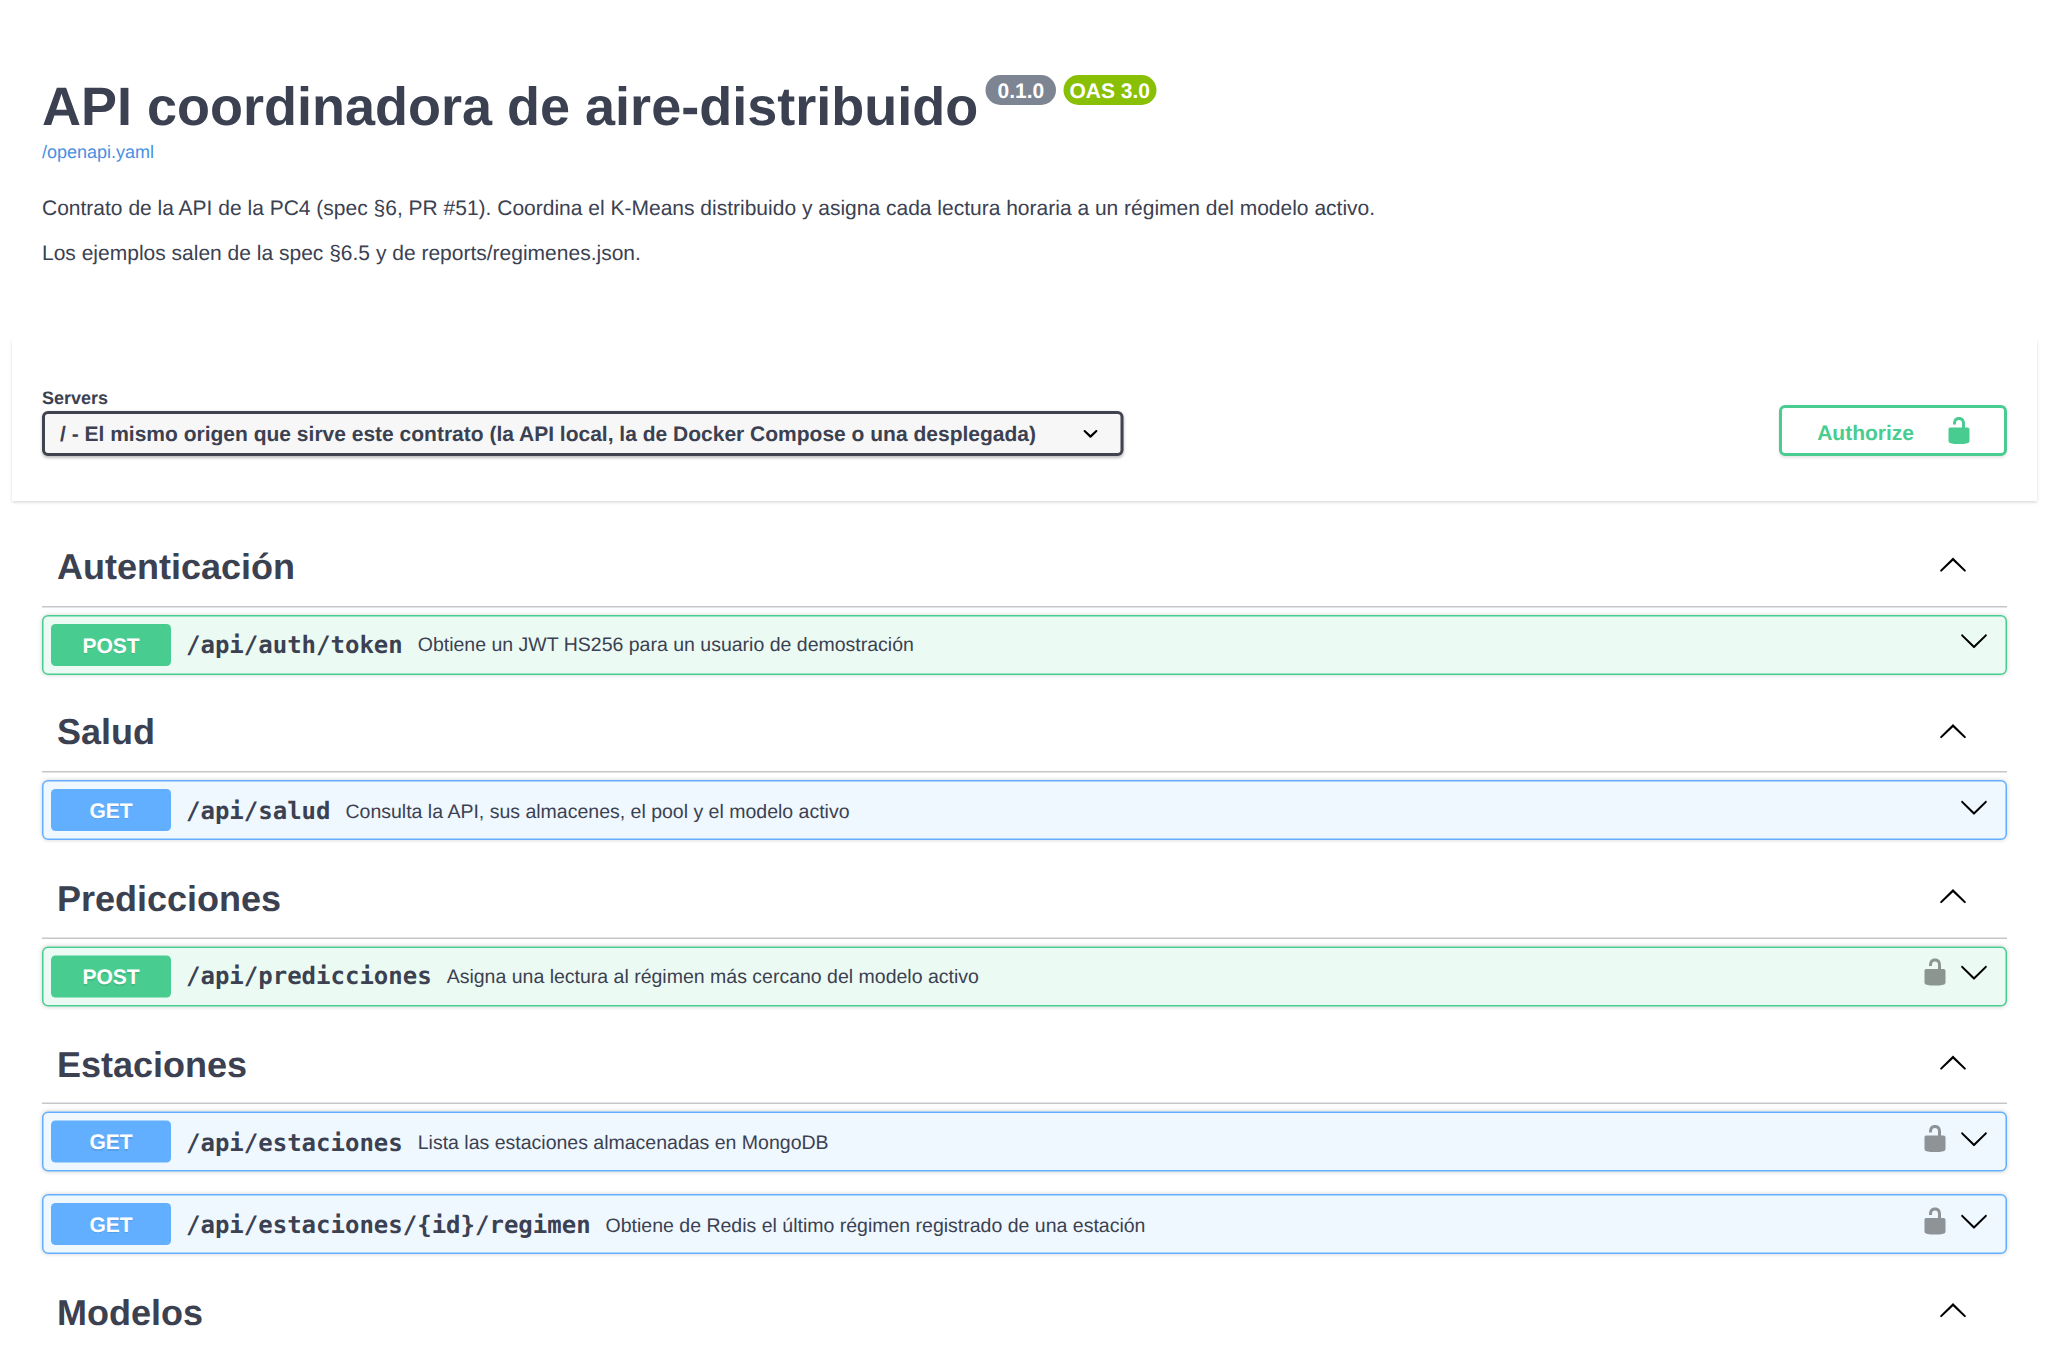 API coordinadora de aire-distribuido 0.1.0 OAS 3.0
/openapi.yaml
Contrato de la API de la PC4 (spec §6, PR #51). Coordina el K-Means distribuido y asigna cada lectura horaria a un régimen del modelo activo.
Los ejemplos salen de la spec §6.5 y de reports/regimenes.json.
Servers
/ - El mismo origen que sirve este contrato (la API local, la de Docker Compose o una desplegada)
Authorize
Autenticación
POST /api/auth/token Obtiene un JWT HS256 para un usuario de demostración
Salud
GET /api/salud Consulta la API, sus almacenes, el pool y el modelo activo
Predicciones
POST /api/predicciones Asigna una lectura al régimen más cercano del modelo activo
Estaciones
GET /api/estaciones Lista las estaciones almacenadas en MongoDB
GET /api/estaciones/{id}/regimen Obtiene de Redis el último régimen registrado de una estación
Modelos